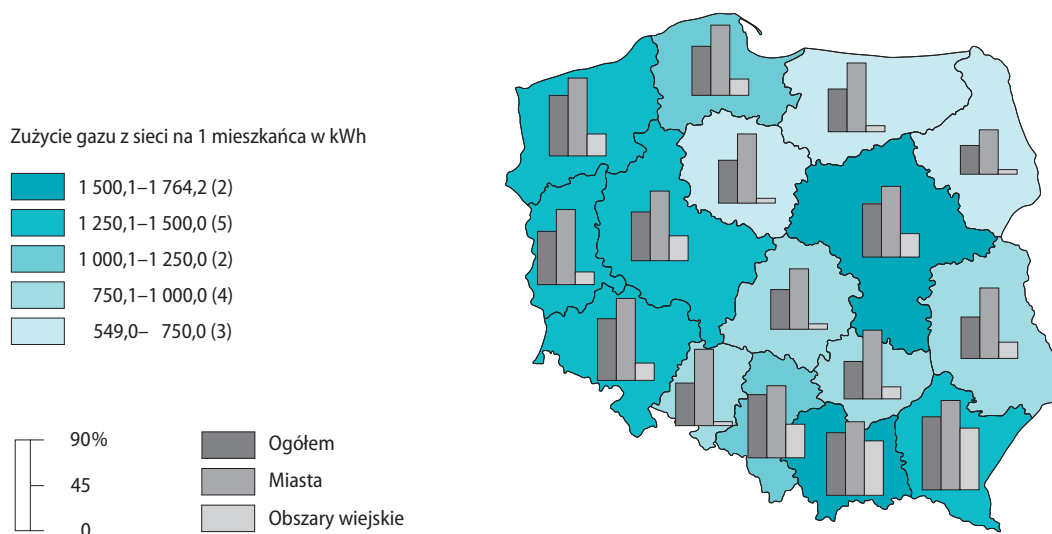 Zużycie gazu z sieci na 1 mieszkańca w kWh
1 500,1–1 764,2 (2)
1 250,1–1 500,0 (5)
1 000,1–1 250,0 (2)
750,1–1 000,0 (4)
549,0– 750,0 (3)
90%
45
0
Ogółem
Miasta
Obszary wiejskie